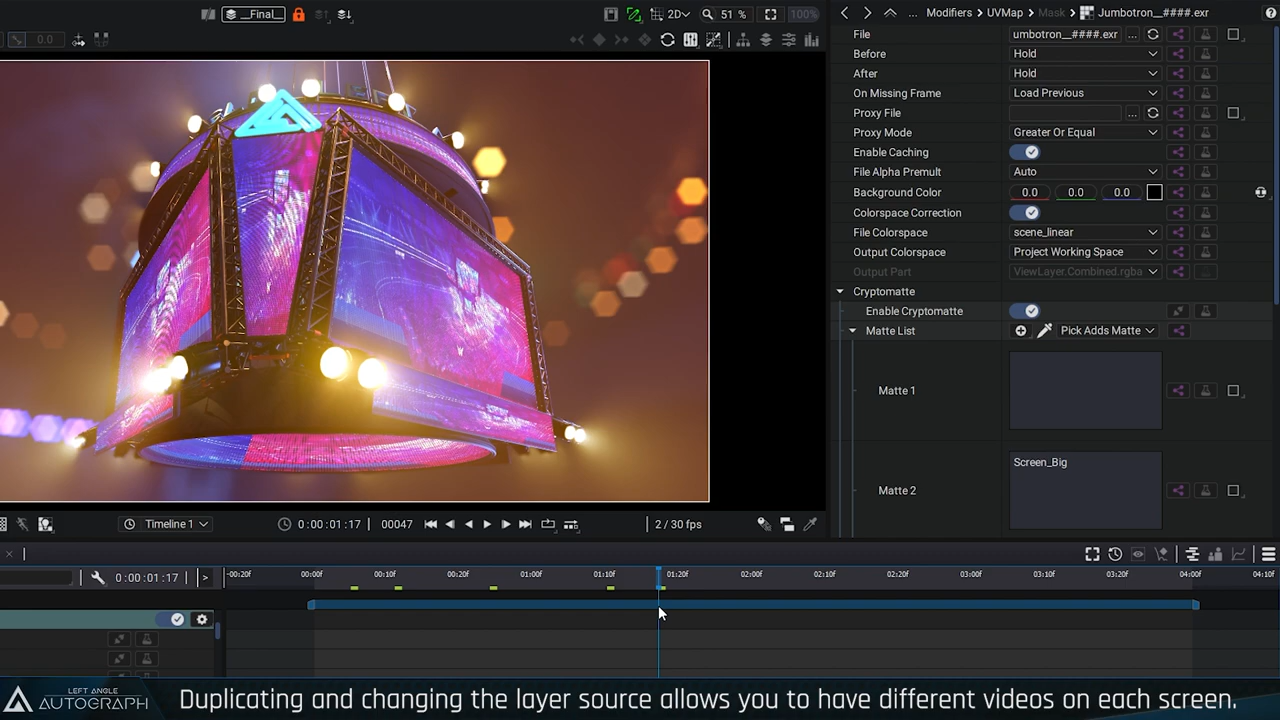 _Final_
2D
51 %
100%
... Modifiers > UVMap > Mask > Jumbotron__####.exr
0.0
File umbotron__####.exr ...
Before Hold
After Hold
On Missing Frame Load Previous
Proxy File ...
Proxy Mode Greater Or Equal
Enable Caching
File Alpha Premult Auto
Background Color 0.0 0.0 0.0
Colorspace Correction
File Colorspace scene_linear
Output Colorspace Project Working Space
Output Part ViewLayer.Combined.rgba
Cryptomatte
Enable Cryptomatte
Matte List Pick Adds Matte
Matte 1
Screen_Big
Matte 2
Timeline 1 0:00:01:17 00047 2 / 30 fps
0:00:01:17 >
-00:20f 00:00f 00:10f 00:20f 01:00f 01:10f 01:20f 02:00f 02:10f 02:20f 03:00f 03:10f 03:20f 04:00f 04:10f
LEFT ANGLE
AUTOGRAPH
Duplicating and changing the layer source allows you to have different videos on each screen.